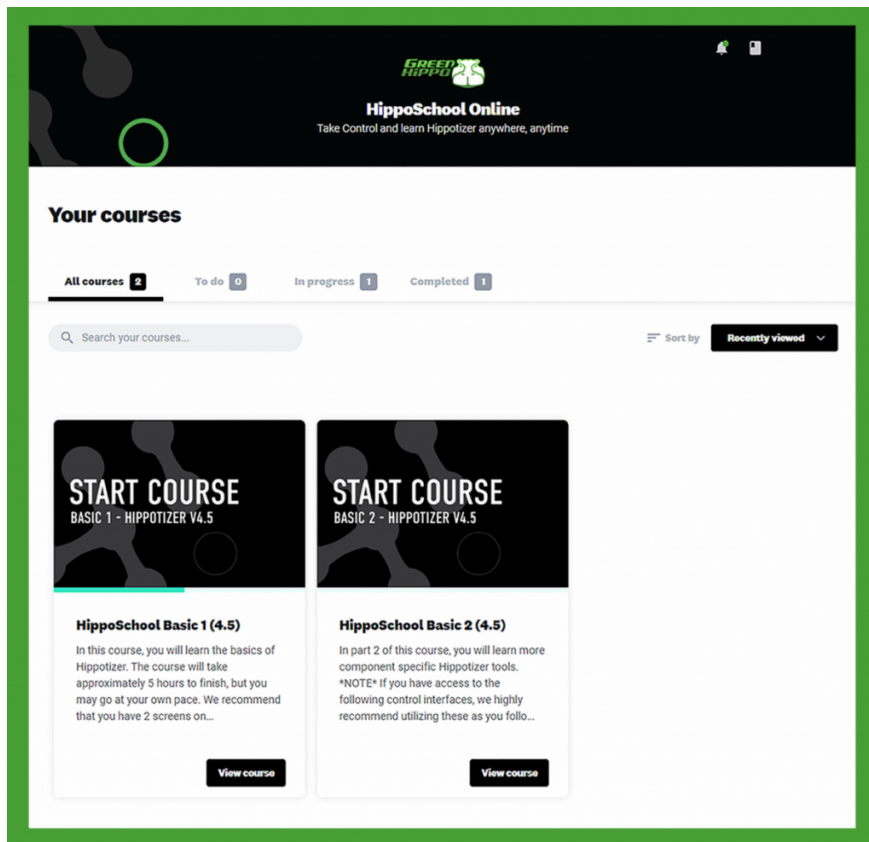 GREEN
HIPPO
HippoSchool Online
Take Control and learn Hippotizer anywhere, anytime
Your courses
All courses 2 To do 0 In progress 1 Completed 1
Search your courses... Sort by Recently viewed
START COURSE
BASIC 1 - HIPPOTIZER V4.5
START COURSE
BASIC 2 - HIPPOTIZER V4.5
HippoSchool Basic 1 (4.5)
In this course, you will learn the basics of
Hippotizer. The course will take
approximately 5 hours to finish, but you
may go at your own pace. We recommend
that you have 2 screens on...
View course
HippoSchool Basic 2 (4.5)
In part 2 of this course, you will learn more
component specific Hippotizer tools.
*NOTE* If you have access to the
following control interfaces, we highly
recommend utilizing these as you follo...
View course